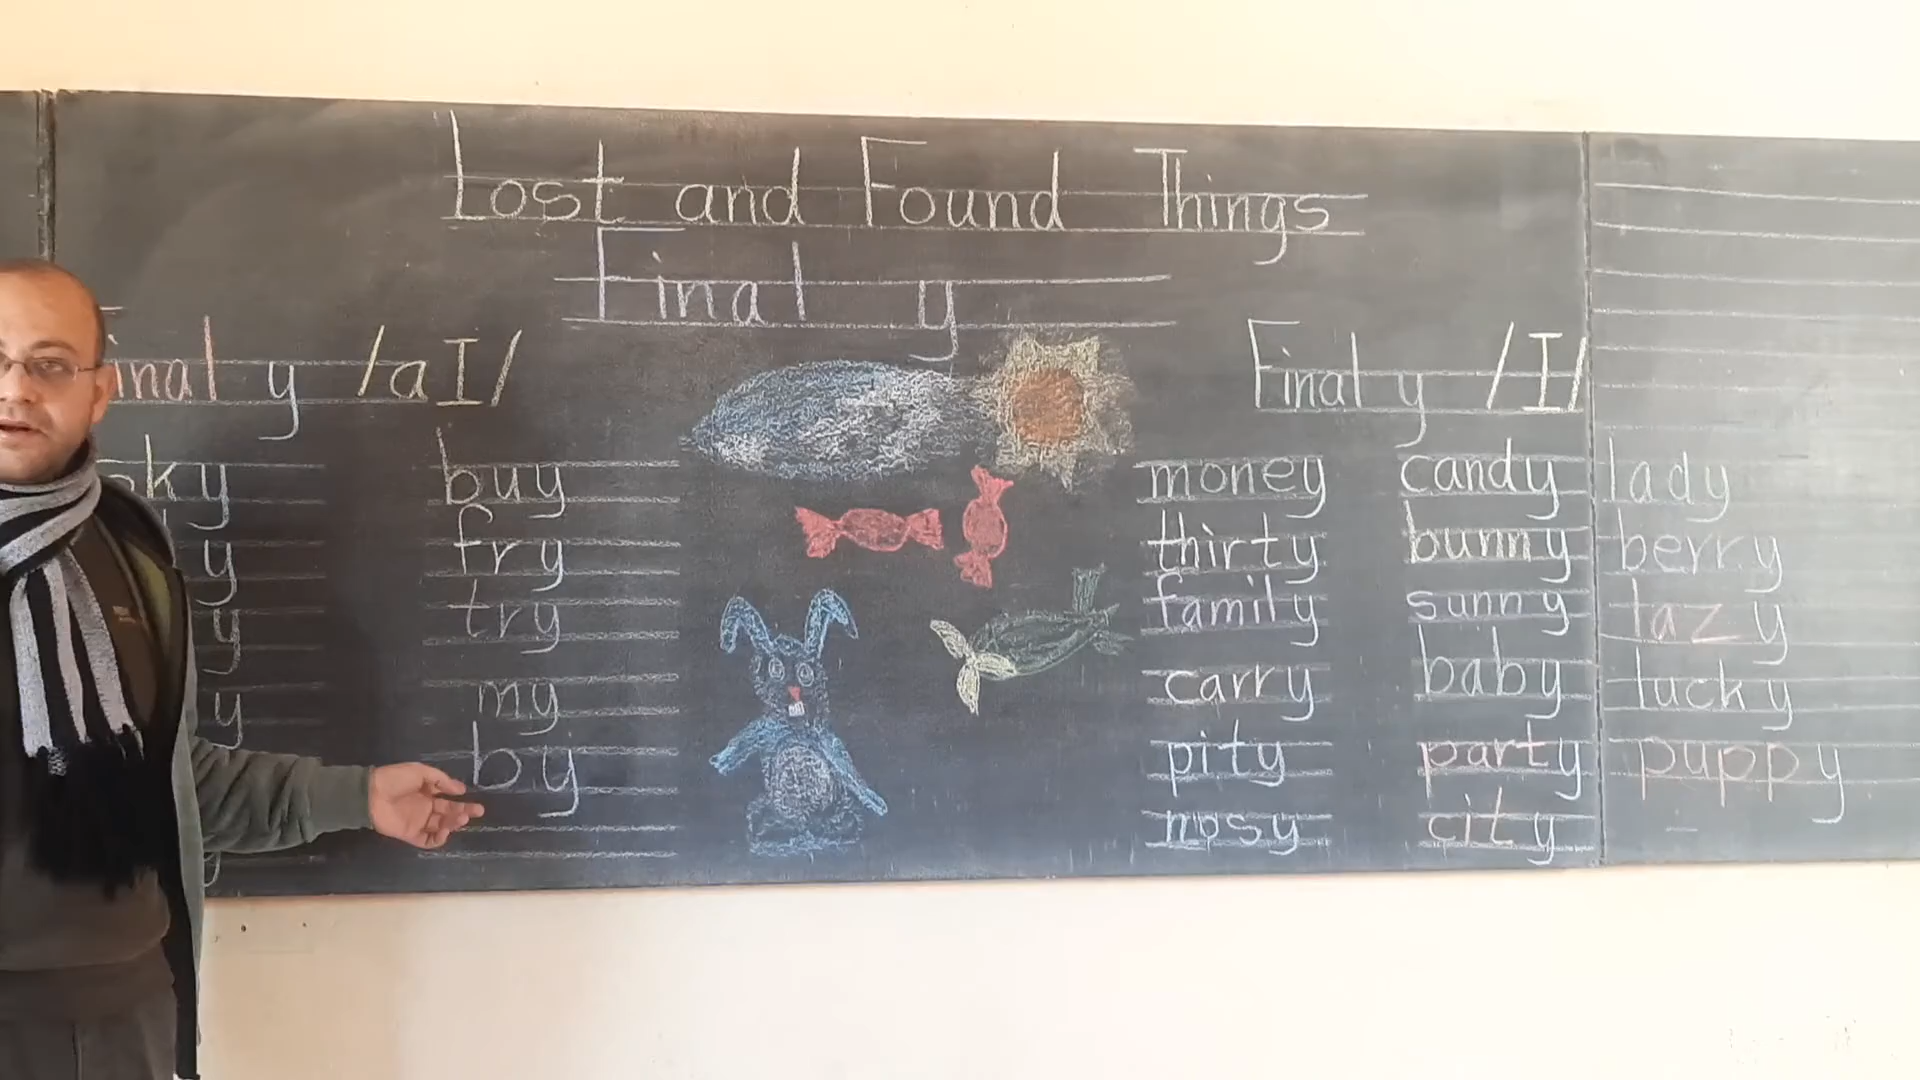 Lost and Found Things
Final y
Final y /aI/
sky
buy
fry
try
my
by
Final y /I/
money candy lady
thirty bunny berry
family sunny lazy
carry baby lucky
pity party puppy
nosy city